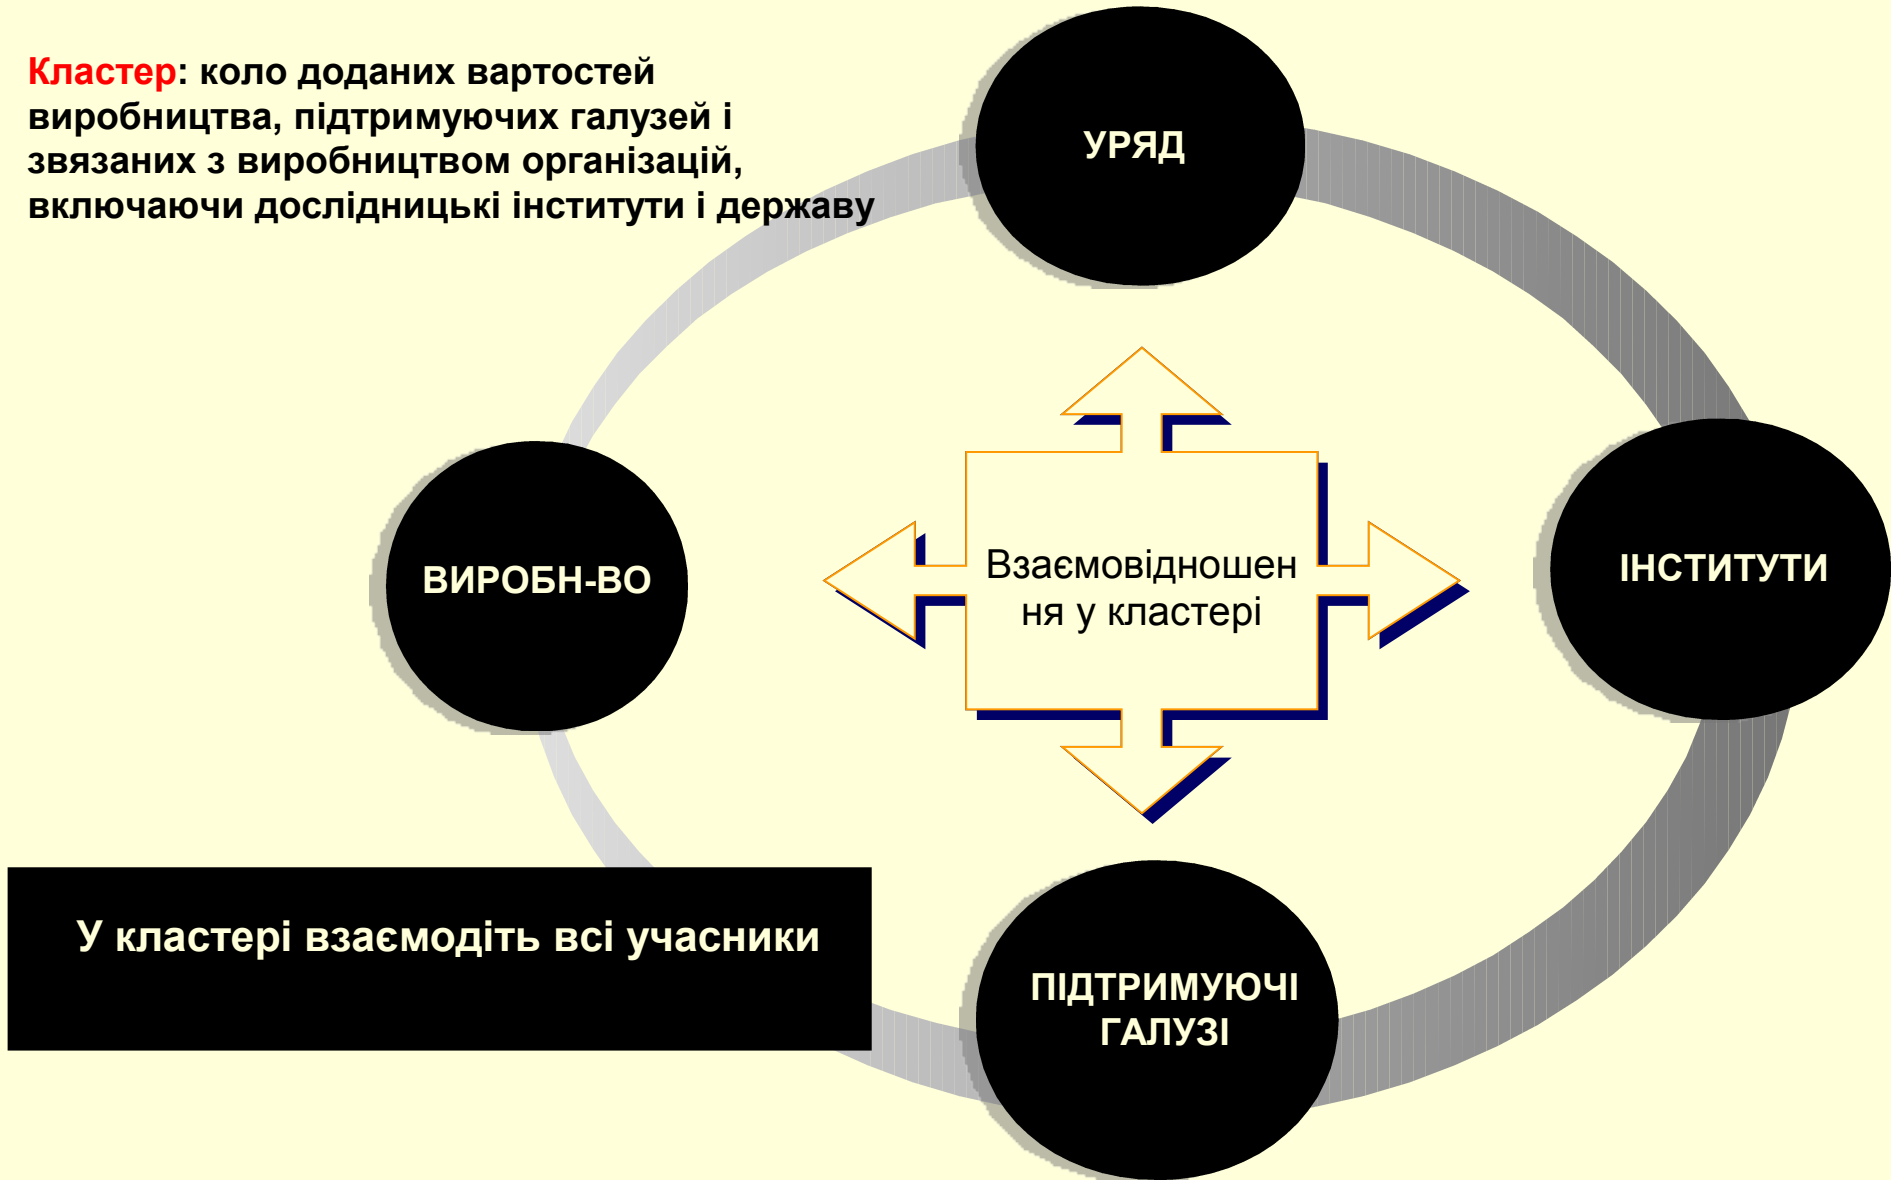 Кластер: коло доданих вартостей
виробництва, підтримуючих галузей і
звязаних з виробництвом організацій,
включаючи дослідницькі інститути і державу
УРЯД
ВИРОБН-ВО
Взаємовідношен
ня у кластері
ІНСТИТУТИ
У кластері взаємодіть всі учасники
ПІДТРИМУЮЧІ
ГАЛУЗІ